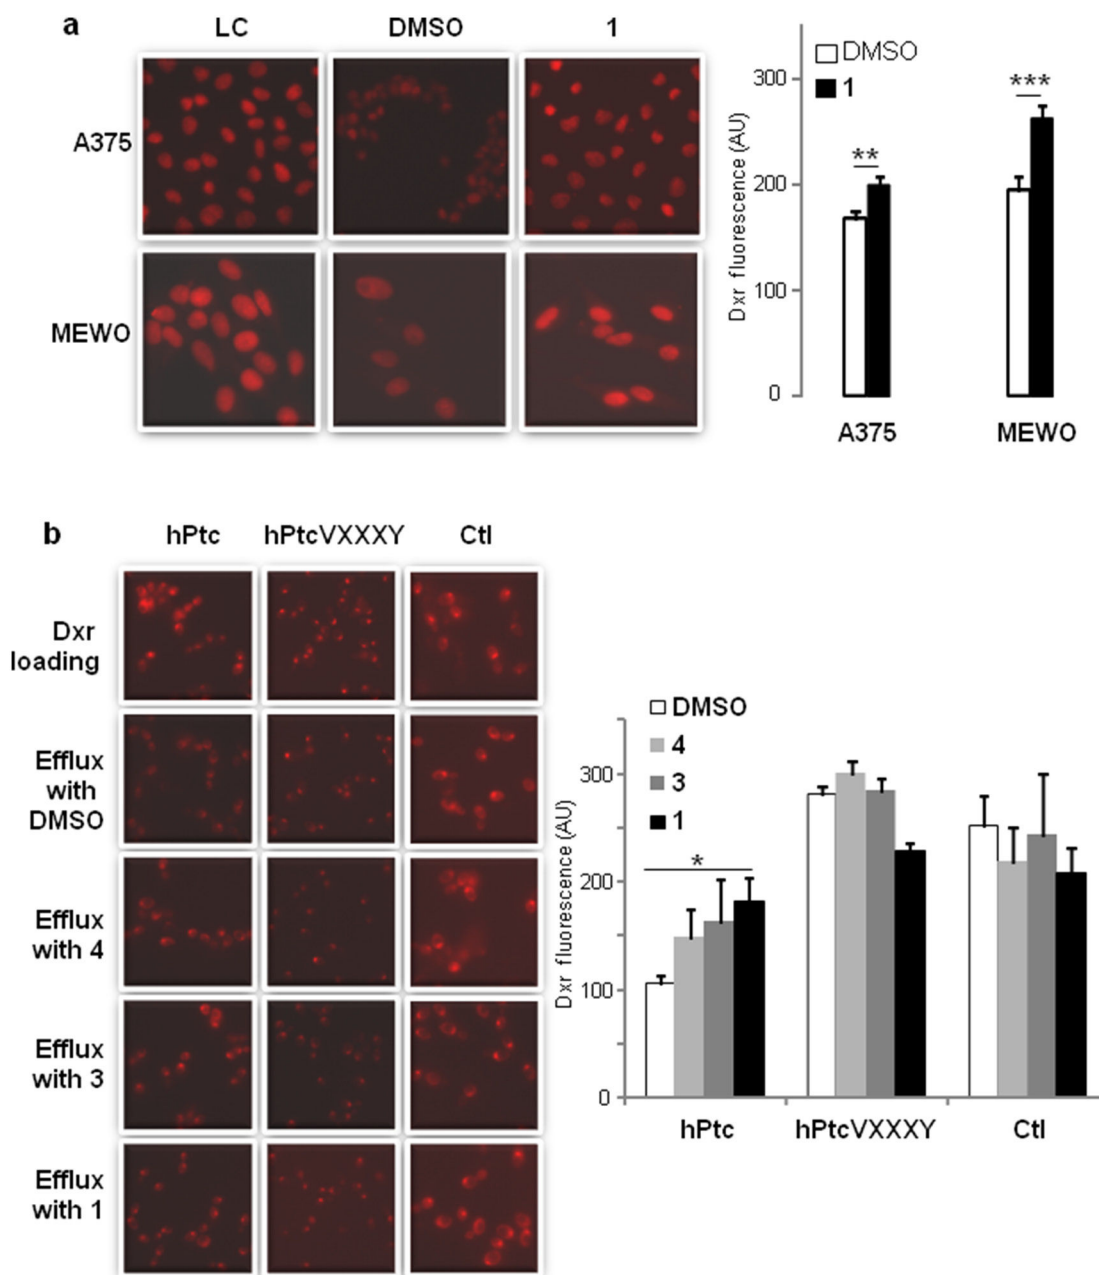 a
LC DMSO 1
A375
MEWO
DMSO
1
Dxr fluorescence (AU)
300
200
100
0
**
***
A375 MEWO
b
hPtc hPtcVXXXY Ctl
Dxr
loading
Efflux
with
DMSO
Efflux
with 4
Efflux
with 3
Efflux
with 1
DMSO
4
3
1
Dxr fluorescence (AU)
300
200
100
0
*
hPtc hPtcVXXXY Ctl